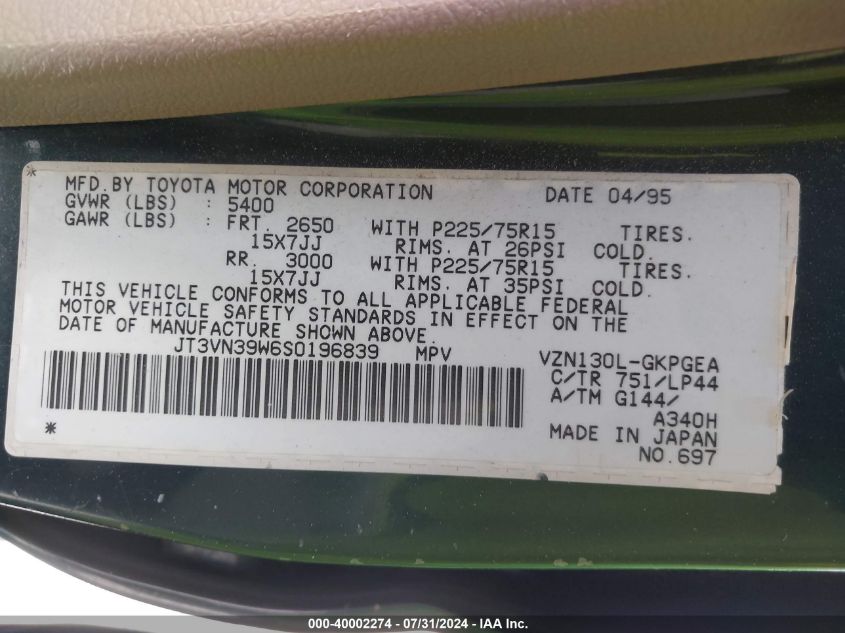 *
MFD.BY TOYOTA MOTOR CORPORATION DATE 04/95
GVWR (LBS) : 5400
GAWR (LBS) : FRT. 2650 WITH P225/75R15 TIRES.
15X7JJ RIMS. AT 26PSI COLD.
RR. 3000 WITH P225/75R15 TIRES.
15X7JJ RIMS. AT 35PSI COLD.
THIS VEHICLE CONFORMS TO ALL APPLICABLE FEDERAL
MOTOR VEHICLE SAFETY STANDARDS IN EFFECT ON THE
DATE OF MANUFACTURE SHOWN ABOVE.
JT3VN39W6S0196839 MPV VZN130L-GKPGEA
C/TR 751/LP44
A/TM G144/
A340H
* MADE IN JAPAN
NO.697
000-40002274 - 07/31/2024 - IAA Inc.